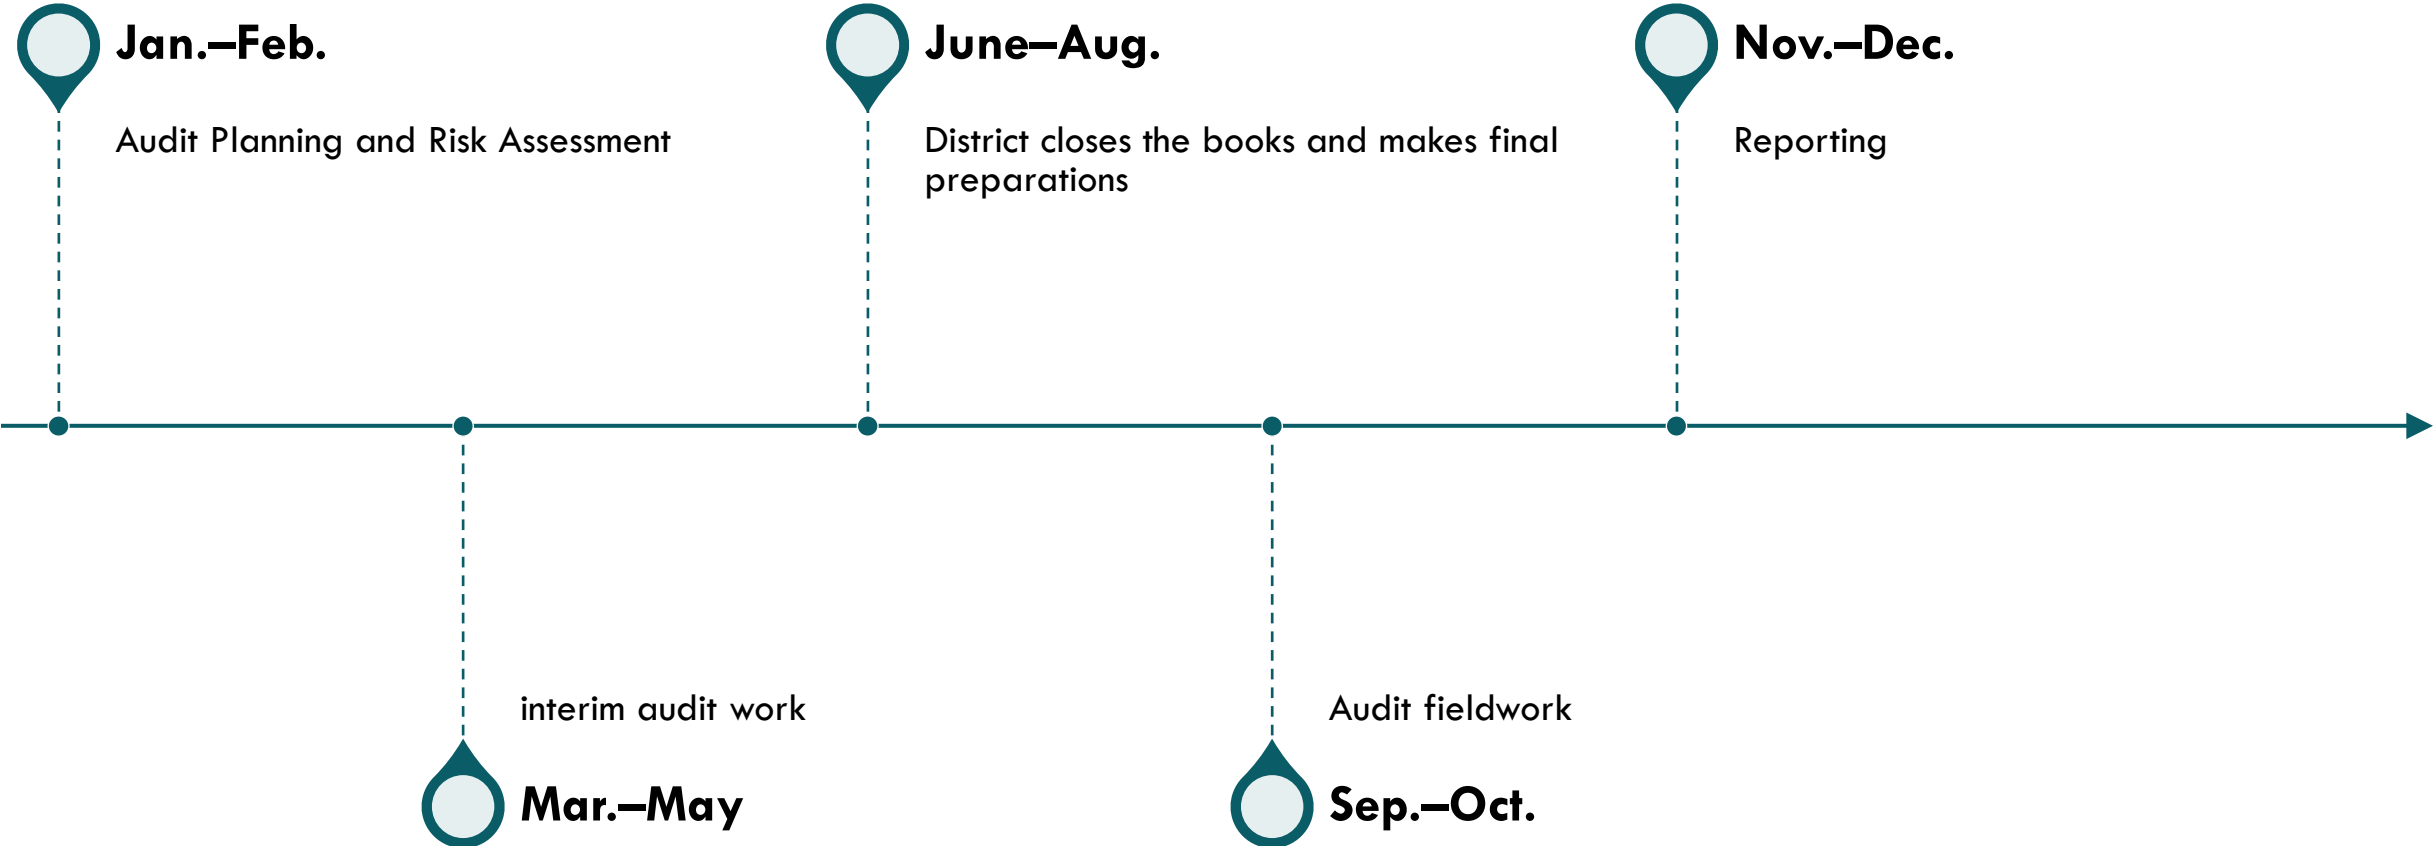 Jan.–Feb.
Audit Planning and Risk Assessment
interim audit work
Mar.–May
June–Aug.
District closes the books and makes final
preparations
Audit fieldwork
Sep.–Oct.
Nov.–Dec.
Reporting